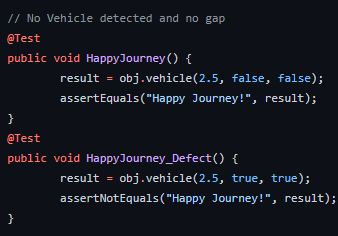 // No Vehicle detected and no gap
@Test
public void HappyJourney() {
        result = obj.vehicle(2.5, false, false);
        assertEquals("Happy Journey!", result);
}
@Test
public void HappyJourney_Defect() {
        result = obj.vehicle(2.5, true, true);
        assertNotEquals("Happy Journey!", result);
}